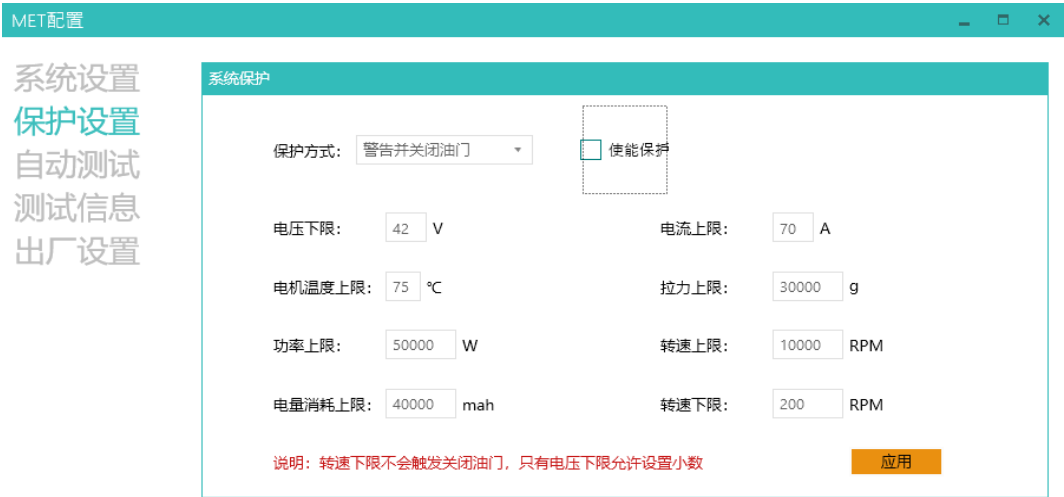 MET配置
系统设置
保护设置
自动测试
测试信息
出厂设置
系统保护
保护方式： 警告并关闭油门 使能保护
电压下限： 42 V 电流上限： 70 A
电机温度上限： 75 ℃ 拉力上限： 30000 g
功率上限： 50000 W 转速上限： 10000 RPM
电量消耗上限： 40000 mah 转速下限： 200 RPM
说明：转速下限不会触发关闭油门，只有电压下限允许设置小数 应用